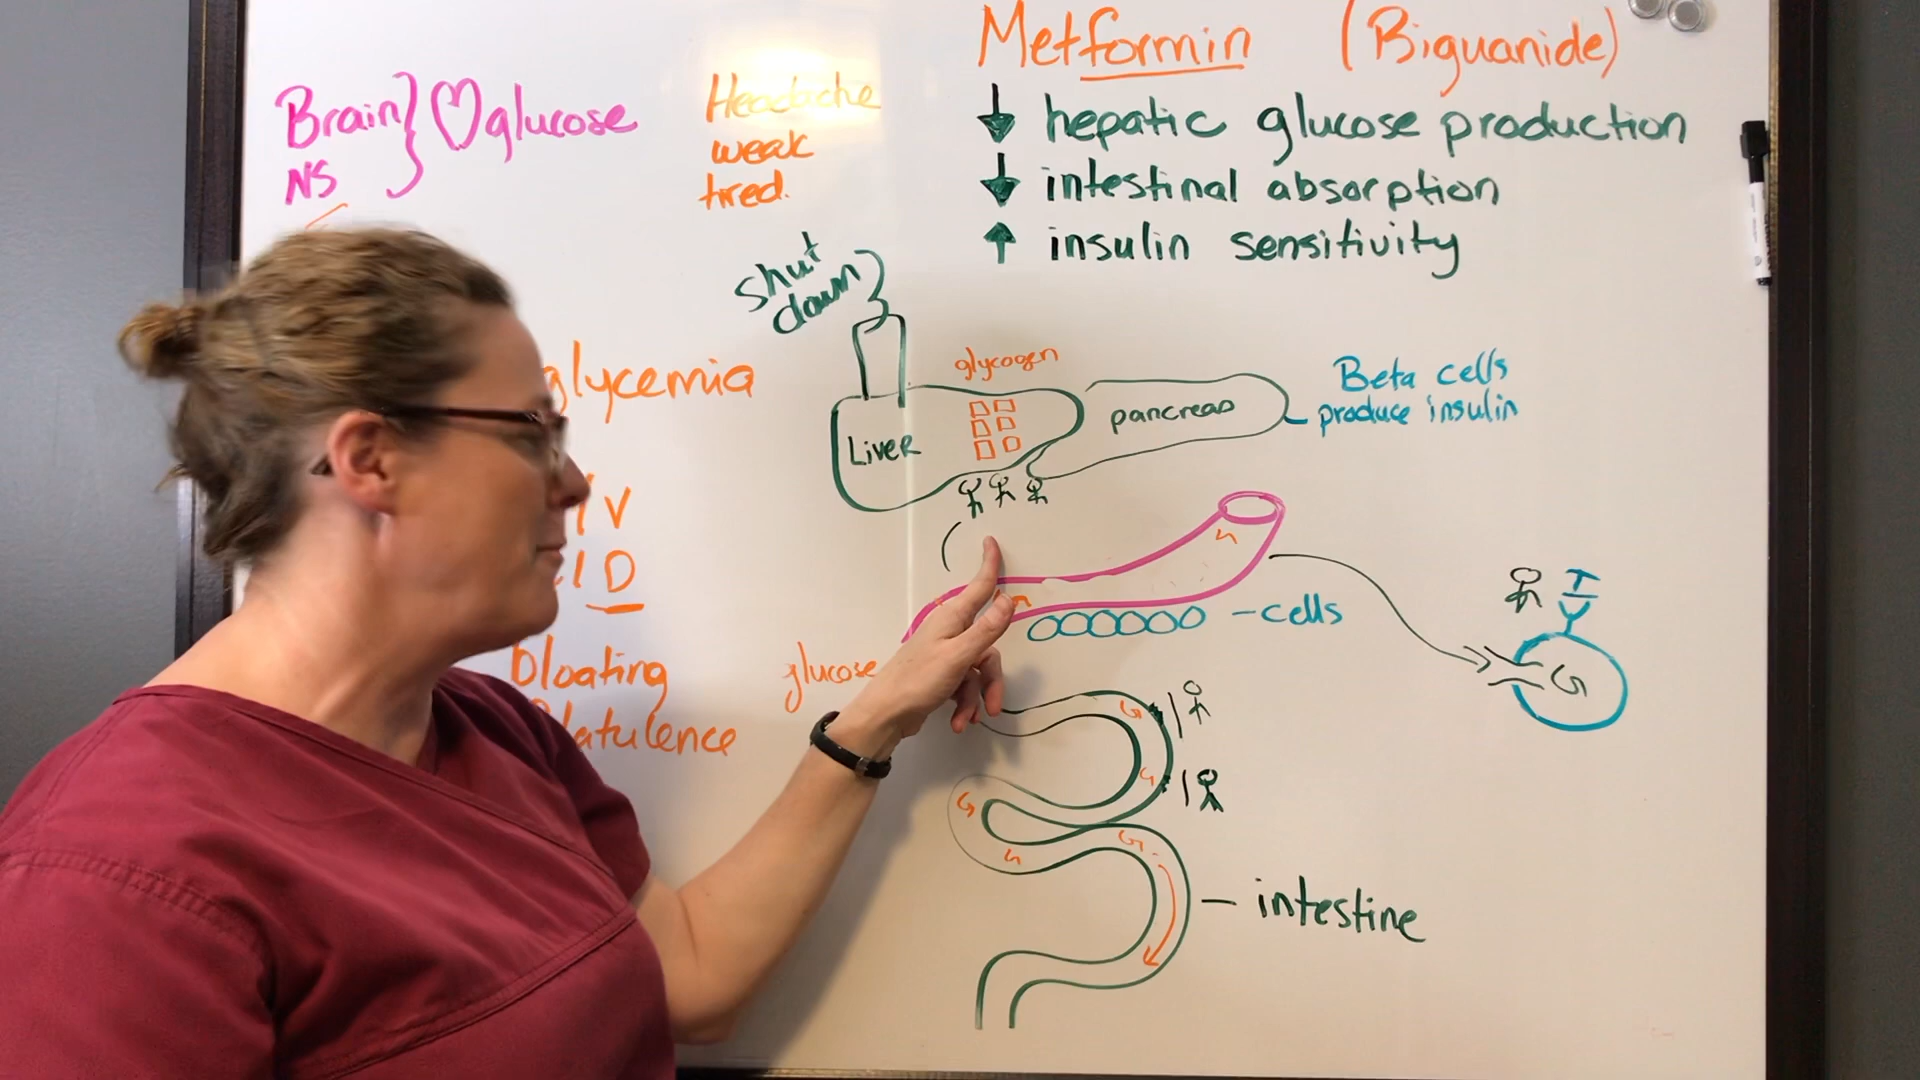 Metformin (Biguanide)
↓ hepatic glucose production
↓ intestinal absorption
↑ insulin sensitivity
Brain } ♡ glucose
NS
Headache
weak
tired.
shut
down
glycogen
Liver
pancreas
Beta cells
produce insulin
glycemia
V
D
Bloating
glucose
cells
G
G
G
G
G
G
intestine